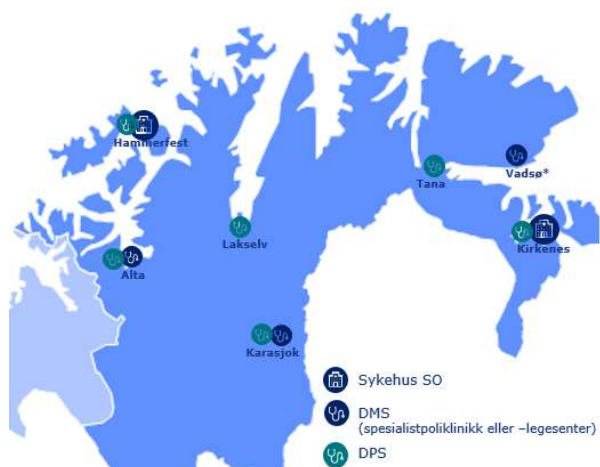 Hammerfest
Vadsø*
Tana
Lakselv
Kirkenes
Alta
Karasjok
Sykehus SO
DMS
(spesialistpoliklinikk eller –legesenter)
DPS